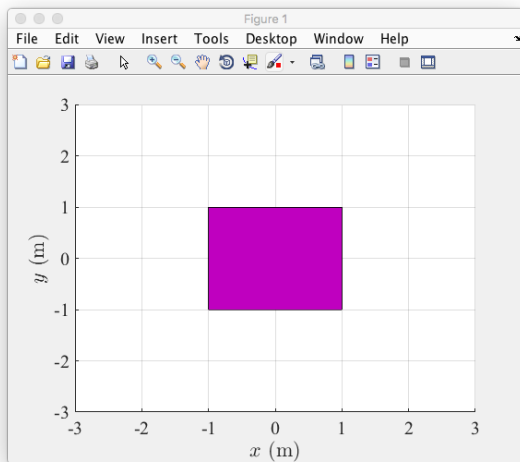 Figure 1
File Edit View Insert Tools Desktop Window Help
3
2
1
0
-1
-2
-3
y (m)
-3 -2 -1 0 1 2 3
x (m)